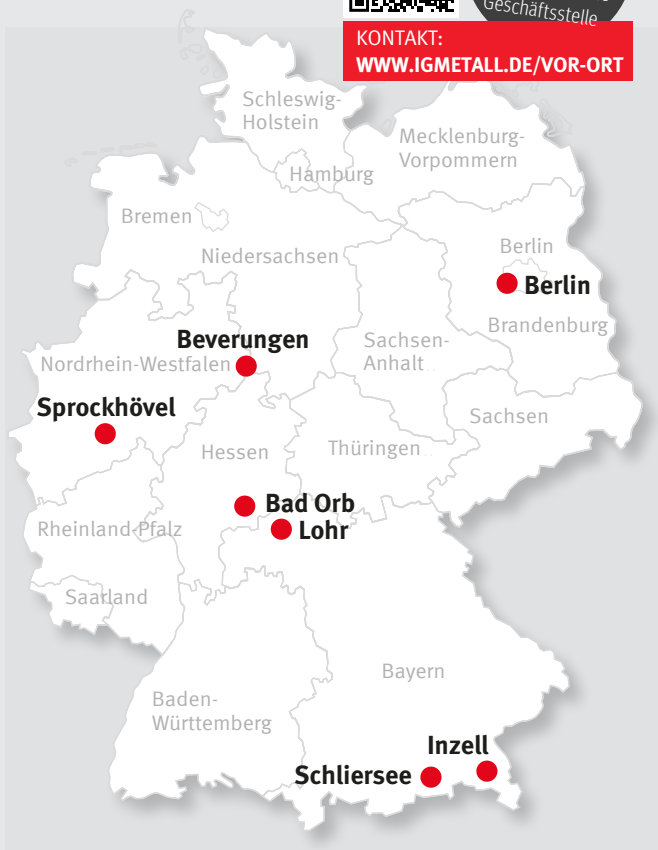 Geschäftsstelle
KONTAKT:
WWW.IGMETALL.DE/VOR-ORT
Schleswig-
Holstein
Mecklenburg-
Vorpommern
Hamburg
Bremen
Niedersachsen
Berlin
Berlin
Brandenburg
Beverungen
Nordrhein-Westfalen
Sachsen-
Anhalt
Sprockhövel
Sachsen
Hessen
Thüringen
Bad Orb
Lohr
Rheinland-Pfalz
Saarland
Bayern
Baden-
Württemberg
Inzell
Schliersee